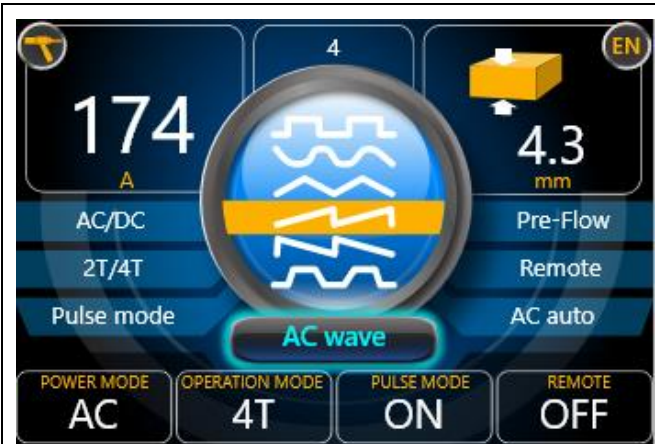 EN
174
A
4
4.3
mm
AC/DC
2T/4T
Pulse mode
Pre-Flow
Remote
AC auto
AC wave
POWER MODE
AC
OPERATION MODE
4T
PULSE MODE
ON
REMOTE
OFF